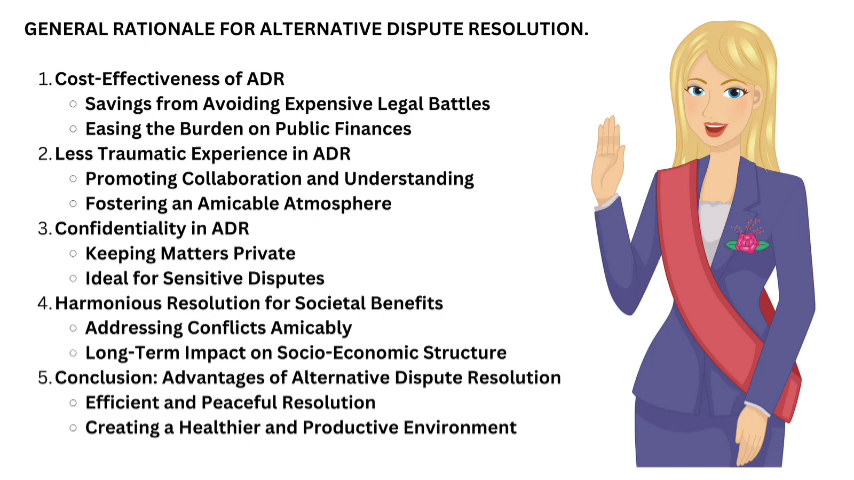 GENERAL RATIONALE FOR ALTERNATIVE DISPUTE RESOLUTION.
1. Cost-Effectiveness of ADR
○ Savings from Avoiding Expensive Legal Battles
○ Easing the Burden on Public Finances
2. Less Traumatic Experience in ADR
○ Promoting Collaboration and Understanding
○ Fostering an Amicable Atmosphere
3. Confidentiality in ADR
○ Keeping Matters Private
○ Ideal for Sensitive Disputes
4. Harmonious Resolution for Societal Benefits
○ Addressing Conflicts Amicably
○ Long-Term Impact on Socio-Economic Structure
5. Conclusion: Advantages of Alternative Dispute Resolution
○ Efficient and Peaceful Resolution
○ Creating a Healthier and Productive Environment